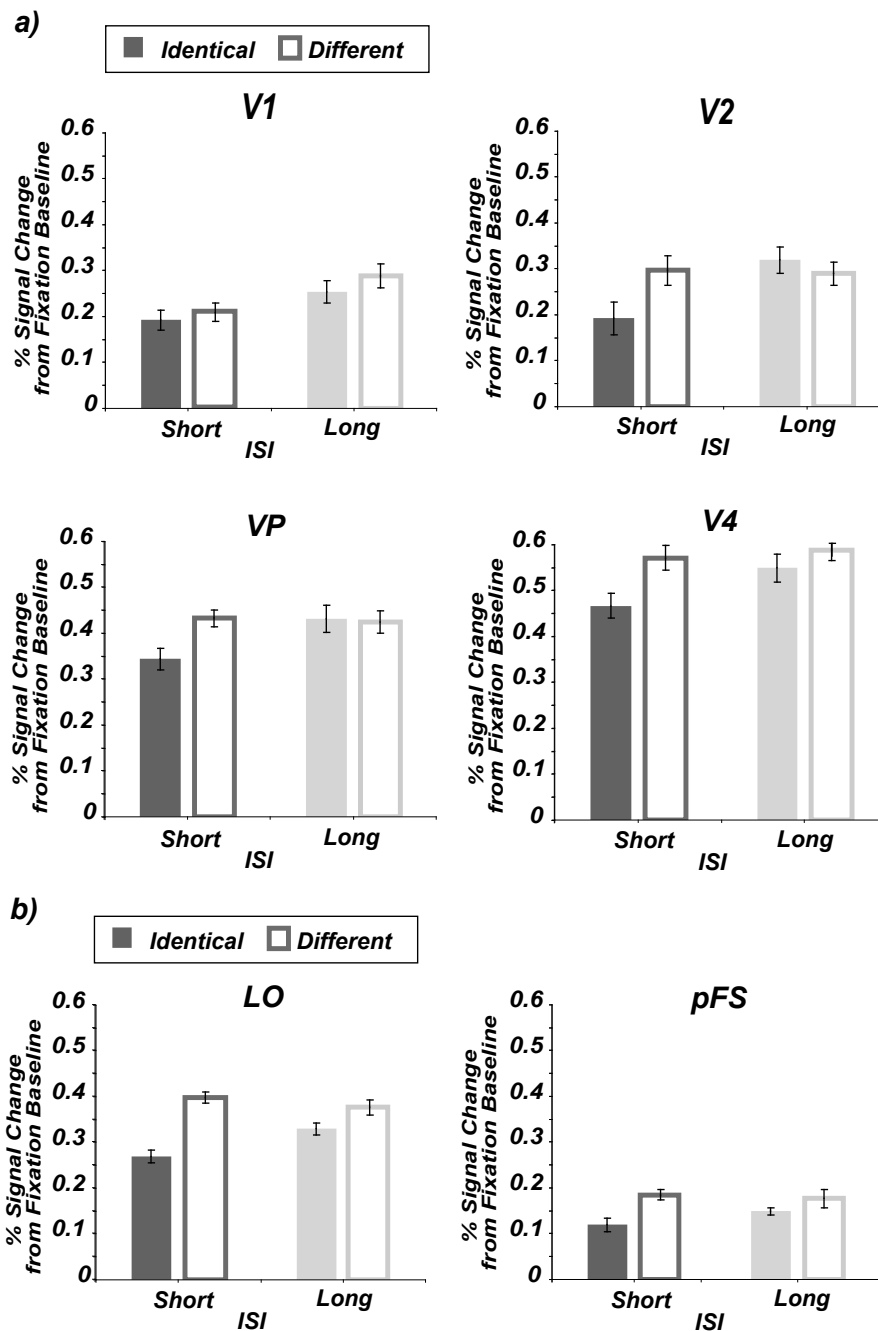 a)
Identical Different
V1
% Signal Change
from Fixation Baseline
0.6
0.5
0.4
0.3
0.2
0.1
0
Short Long
ISI
V2
% Signal Change
from Fixation Baseline
0.6
0.5
0.4
0.3
0.2
0.1
0
Short Long
ISI
VP
% Signal Change
from Fixation Baseline
0.6
0.5
0.4
0.3
0.2
0.1
0
Short Long
ISI
V4
% Signal Change
from Fixation Baseline
0.6
0.5
0.4
0.3
0.2
0.1
0
Short Long
ISI
b)
Identical Different
LO
% Signal Change
from Fixation Baseline
0.6
0.5
0.4
0.3
0.2
0.1
0
Short Long
ISI
pFS
% Signal Change
from Fixation Baseline
0.6
0.5
0.4
0.3
0.2
0.1
0
Short Long
ISI